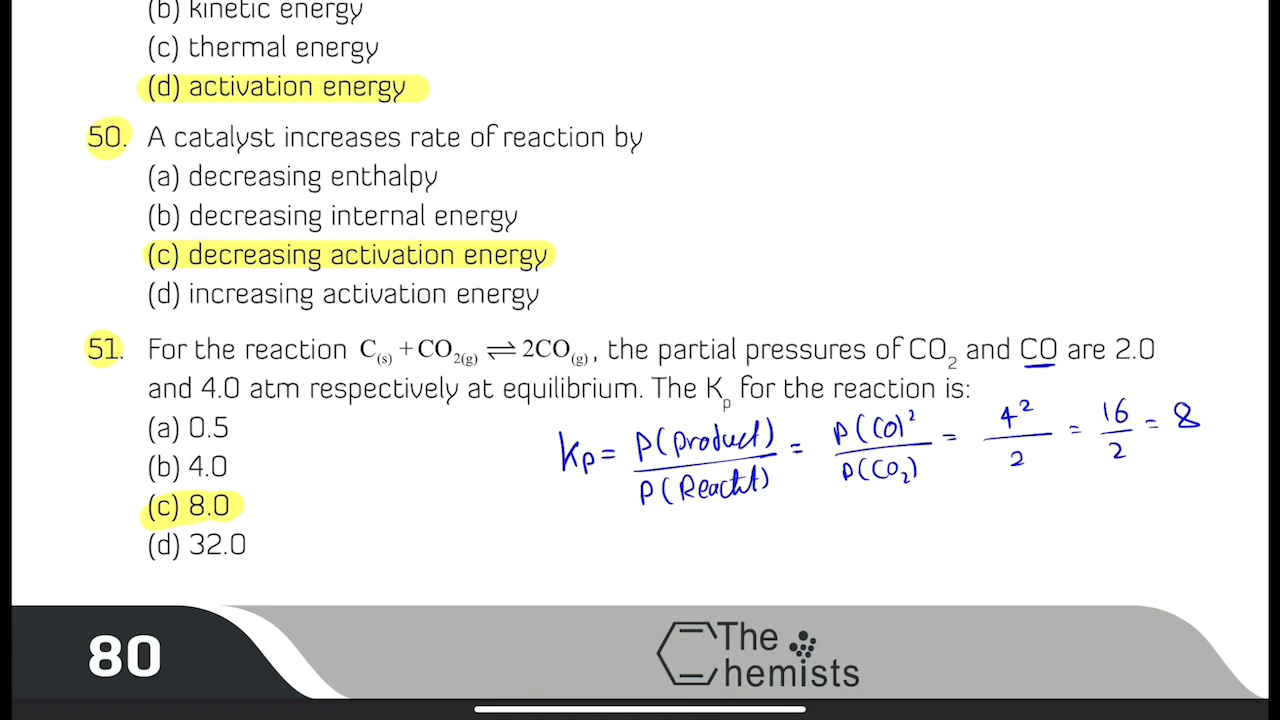 (b) kinetic energy
(c) thermal energy
(d) activation energy
50. A catalyst increases rate of reaction by
(a) decreasing enthalpy
(b) decreasing internal energy
(c) decreasing activation energy
(d) increasing activation energy
51. For the reaction C(s) + CO2(g) ⇌ 2CO(g), the partial pressures of CO2 and CO are 2.0
and 4.0 atm respectively at equilibrium. The Kp for the reaction is:
(a) 0.5
(b) 4.0
(c) 8.0
(d) 32.0
Kp = P(Product)/P(Reactt) = P(CO)²/P(CO2) = 4²/2 = 16/2 = 8
80
The
Chemists